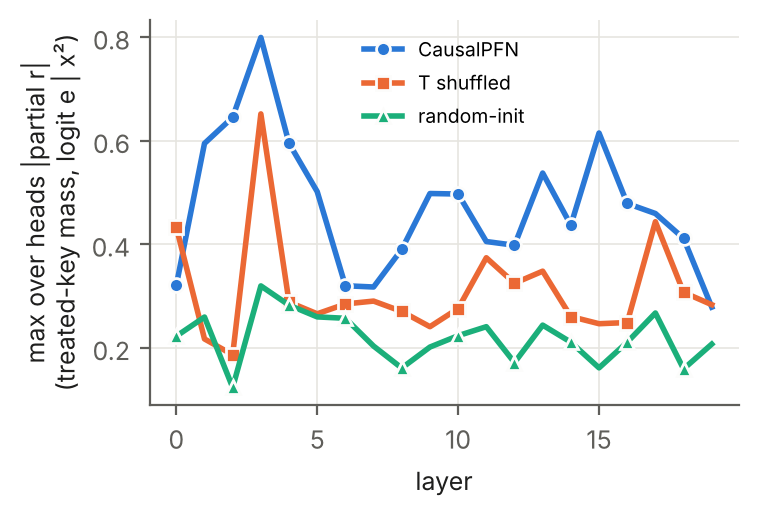 max over heads |partial r|
(treated-key mass, logit e | x²)
0.8
0.6
0.4
0.2
CausalPFN
T shuffled
random-init
0 5 10 15
layer